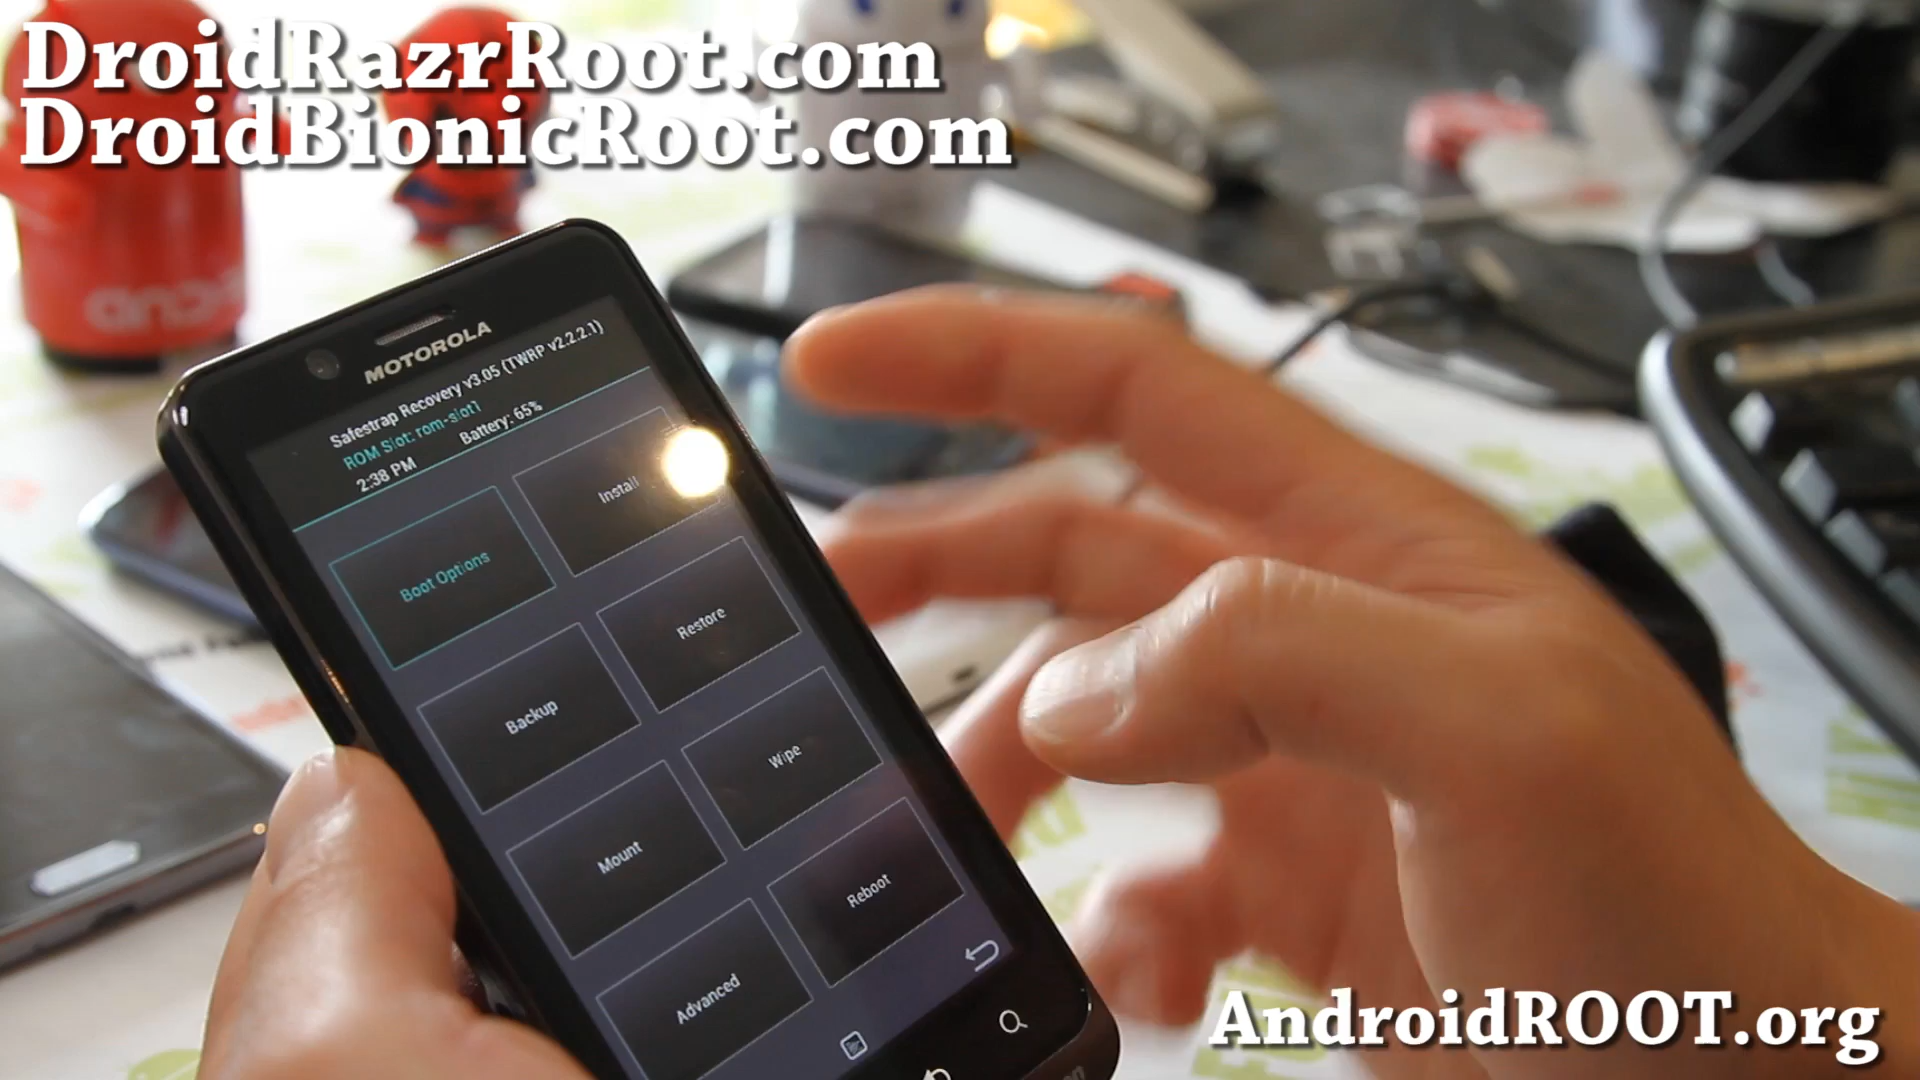 DroidRazrRoot.com
DroidBionicRoot.com
MOTOROLA
Safestrap Recovery v3.05 (TWRP v2.2.2.1)
ROM Slot: rom-slot1
2:38 PM Battery: 65%
Boot Options
Install
Backup
Restore
Mount
Wipe
Advanced
Reboot
AndroidROOT.org